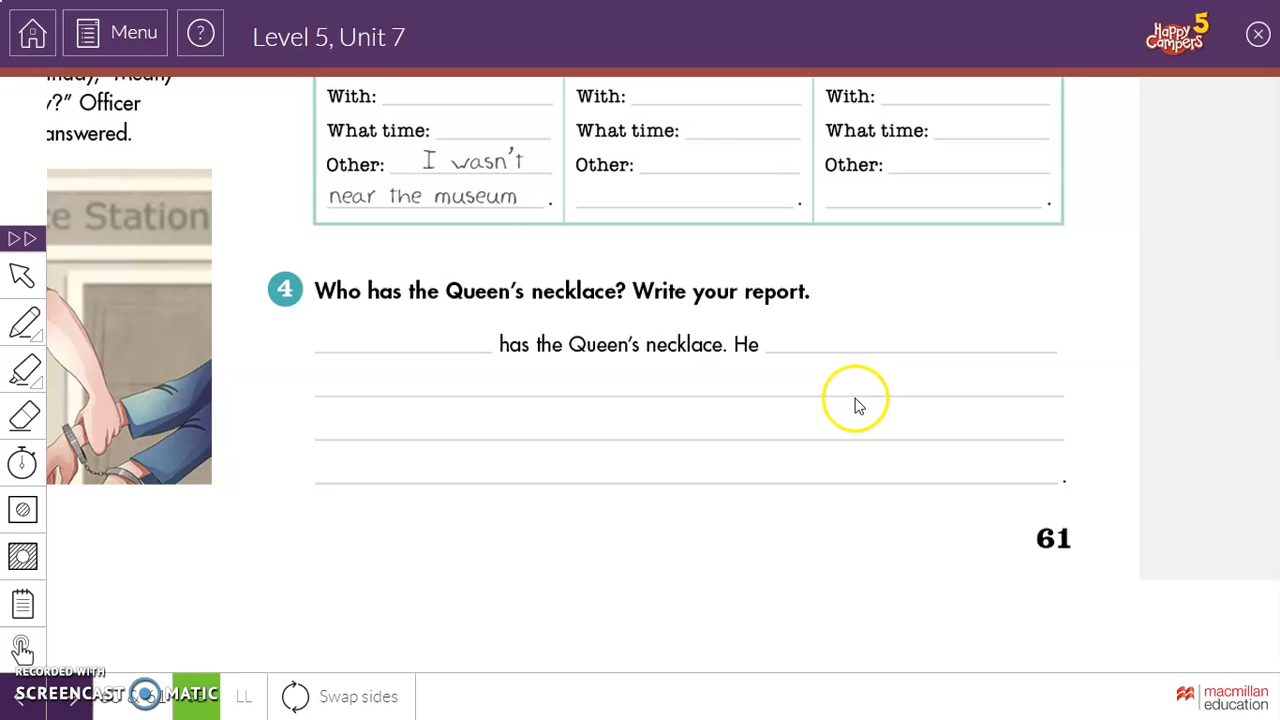 Menu
?
Level 5, Unit 7
Happy Campers 5
y?" Officer
answered.
ce Station
With: With: With:
What time: What time: What time:
Other: I wasn't Other: Other:
near the museum . . .
4 Who has the Queen's necklace? Write your report.
has the Queen's necklace. He
.
61
RECORDED WITH
SCREENCAST MATIC
LL
Swap sides
macmillan
education